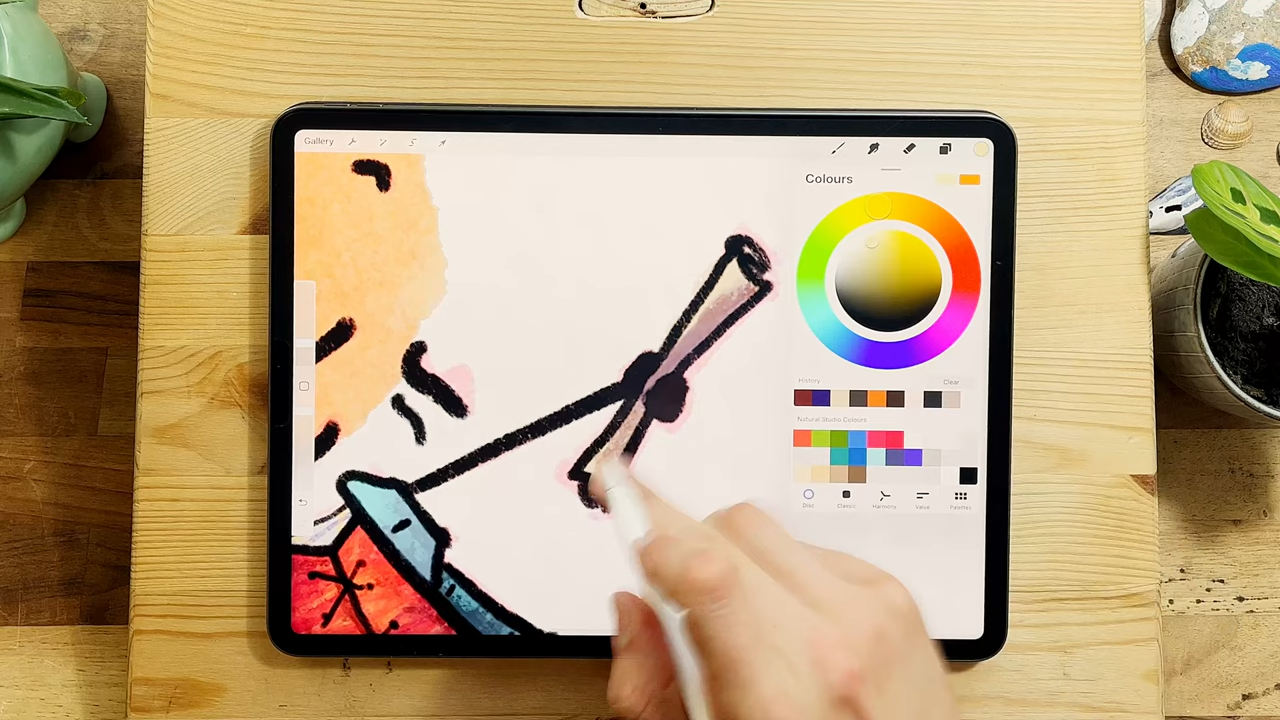 Gallery
Colours
History Clear
Natural Studio Colours
Disc Classic Harmony Value Palettes